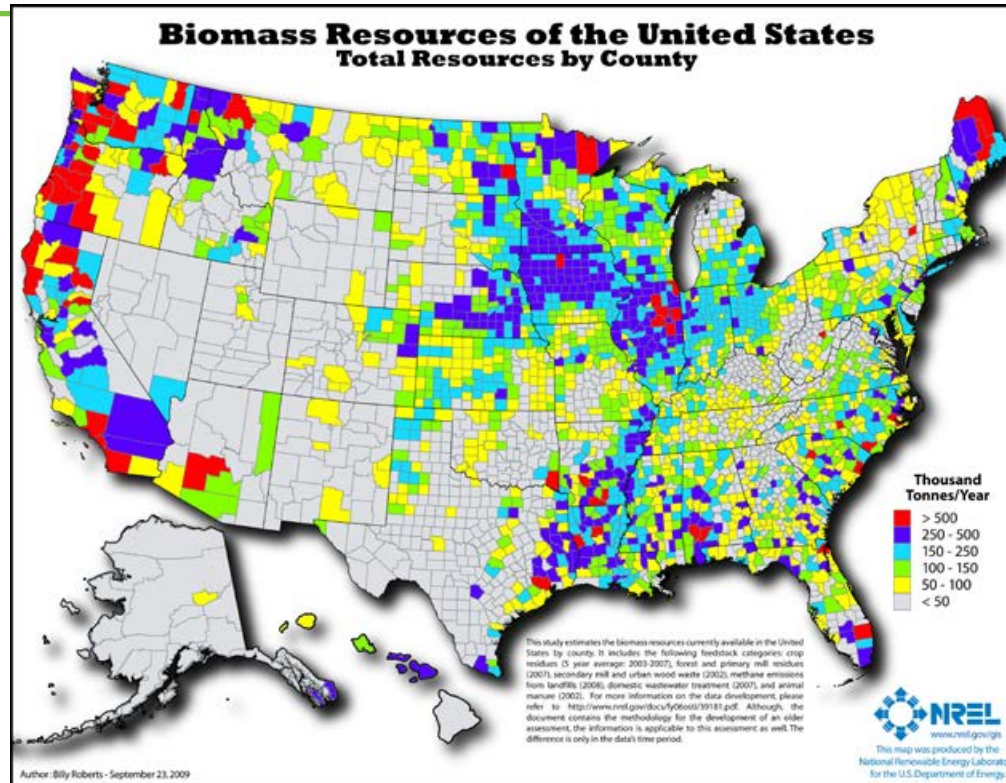 Biomass Resources of the United States
Total Resources by County
Thousand
Tonnes/Year
> 500
250 - 500
150 - 250
100 - 150
50 - 100
< 50
This study estimates the biomass resources currently available in the United
States by county. It includes the following feedstock categories: crop
residues (5 year average: 2003-2007), forest and primary mill residues
(2007), secondary mill and urban wood waste (2002), methane emissions
from landfills (2008), domestic wastewater treatment (2007), and animal
manure (2002). For more information on the data development, please
refer to http://www.nrel.gov/docs/fy06osti/39181.pdf. Although, the
document contains the methodology for the development of an older
assessment, the information is applicable to this assessment as well. The
difference is only in the data's time period.
NREL
www.nrel.gov/gis
This map was produced by the
National Renewable Energy Laborato
for the U.S. Department of Energy
Author: Billy Roberts - September 23, 2009